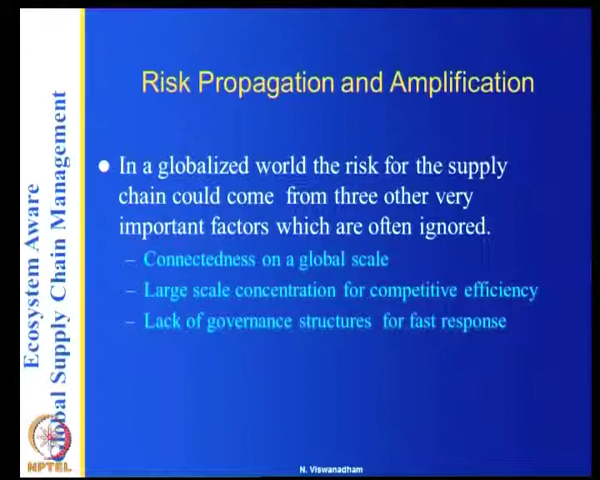 Risk Propagation and Amplification
● In a globalized world the risk for the supply
chain could come from three other very
important factors which are often ignored.
– Connectedness on a global scale
– Large scale concentration for competitive efficiency
– Lack of governance structures for fast response
Ecosystem Aware
Global Supply Chain Management
NPTEL
N. Viswanadham